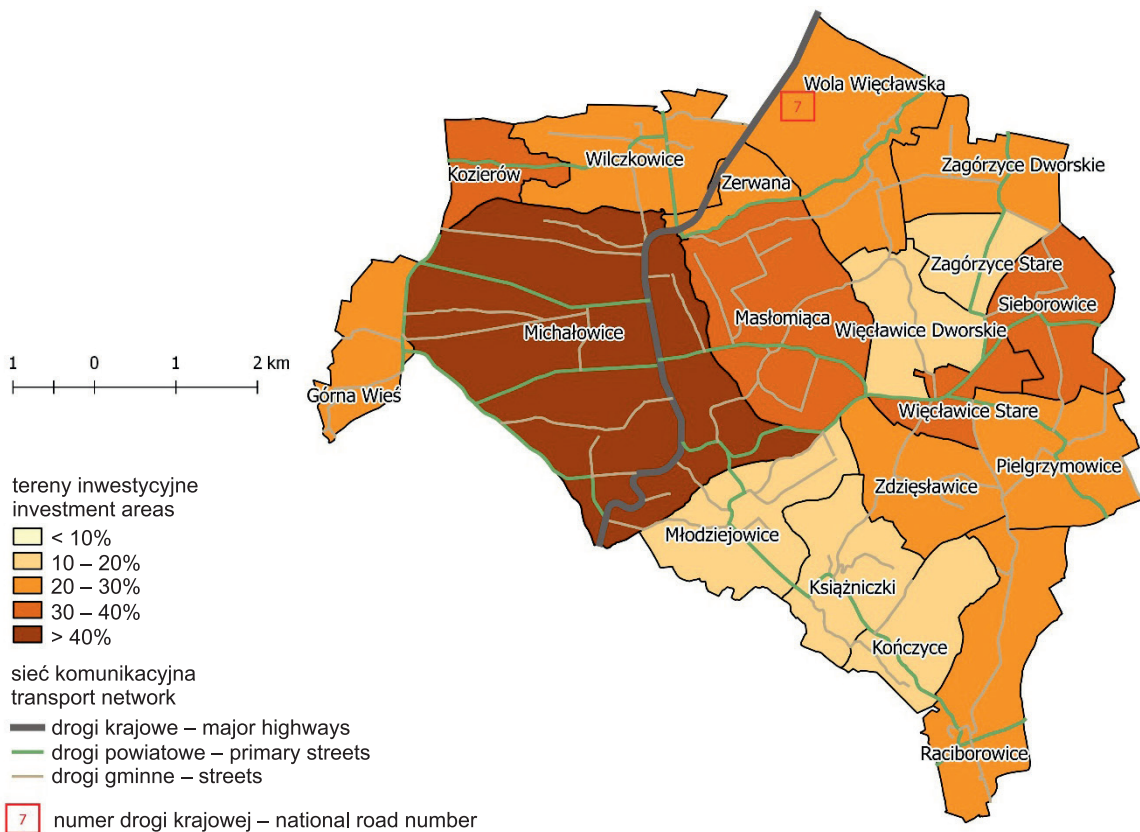 Wola Więcławska
7
Wilczkowice
Zagórzyce Dworskie
Kozierów
Zerwana
Zagórzyce Stare
Sieborowice
Masłomiąca
Michałowice
Więcławice Dworskie
1 0 1 2 km
Górna Wieś
Więcławice Stare
Pielgrzymowice
Zdzięsławice
tereny inwestycyjne
investment areas
< 10%
10 – 20%
20 – 30%
30 – 40%
> 40%
Młodziejowice
Książniczki
Kończyce
Raciborowice
sieć komunikacyjna
transport network
drogi krajowe – major highways
drogi powiatowe – primary streets
drogi gminne – streets
7 numer drogi krajowej – national road number